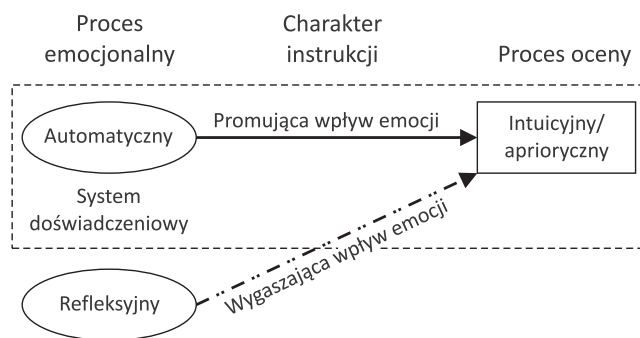 Proces
emocjonalny
Charakter
instrukcji
Proces oceny
Automatyczny
Promująca wpływ emocji
Intuicyjny/
aprioryczny
System
doświadczeniowy
Wygaszająca wpływ emocji
Refleksyjny